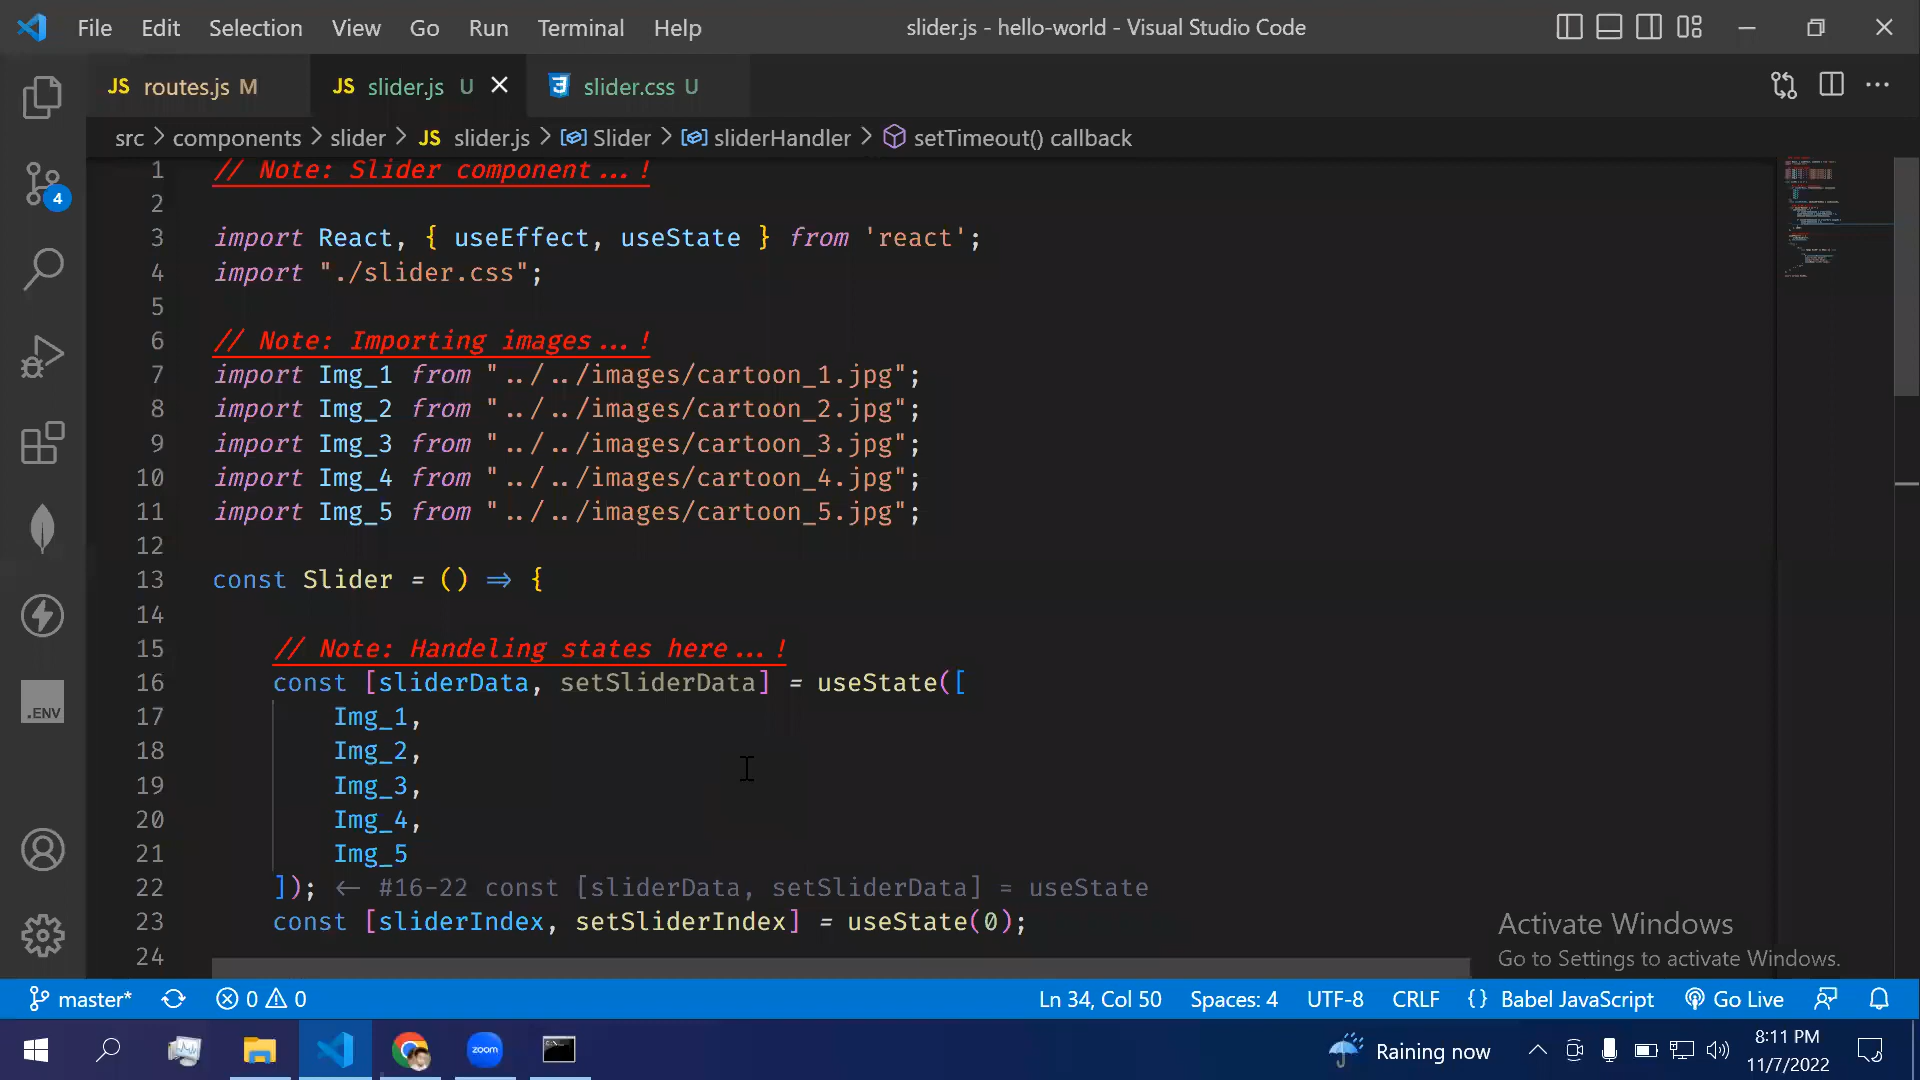 File Edit Selection View Go Run Terminal Help slider.js - hello-world - Visual Studio Code
JS routes.js M JS slider.js U slider.css U
src > components > slider > JS slider.js > Slider > sliderHandler > setTimeout() callback
1 // Note: Slider component...!
2
3 import React, { useEffect, useState } from 'react';
4 import "./slider.css";
5
6 // Note: Importing images...!
7 import Img_1 from "../../images/cartoon_1.jpg";
8 import Img_2 from "../../images/cartoon_2.jpg";
9 import Img_3 from "../../images/cartoon_3.jpg";
10 import Img_4 from "../../images/cartoon_4.jpg";
11 import Img_5 from "../../images/cartoon_5.jpg";
12
13 const Slider = () => {
14
15 // Note: Handeling states here...!
16 const [sliderData, setSliderData] = useState([
17 Img_1,
18 Img_2,
19 Img_3,
20 Img_4,
21 Img_5
22 ]); <- #16-22 const [sliderData, setSliderData] = useState
23 const [sliderIndex, setSliderIndex] = useState(0);
24
4
.ENV
Activate Windows
Go to Settings to activate Windows.
master* 0 0 Ln 34, Col 50 Spaces: 4 UTF-8 CRLF {} Babel JavaScript Go Live
zoom Raining now 8:11 PM
11/7/2022